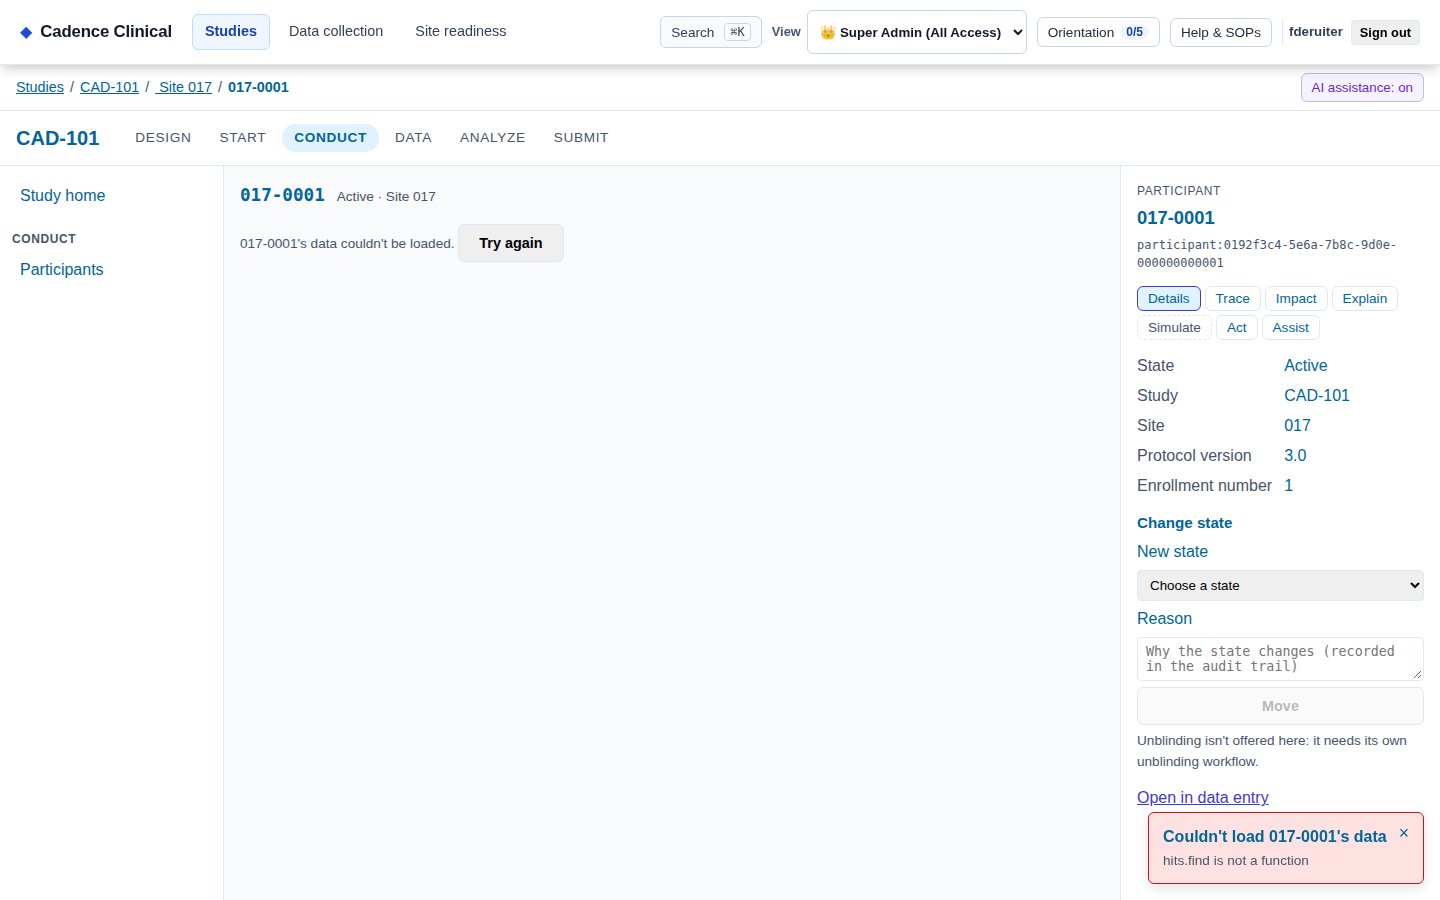 ◆ Cadence Clinical Studies Data collection Site readiness Search ⌘K View 👑 Super Admin (All Access) Orientation 0/5 Help & SOPs fderuiter Sign out
Studies / CAD-101 / Site 017 / 017-0001 AI assistance: on
CAD-101 DESIGN START CONDUCT DATA ANALYZE SUBMIT
Study home
CONDUCT
Participants
017-0001 Active · Site 017
017-0001's data couldn't be loaded. Try again
PARTICIPANT
017-0001
participant:0192f3c4-5e6a-7b8c-9d0e-
000000000001
Details Trace Impact Explain
Simulate Act Assist
State Active
Study CAD-101
Site 017
Protocol version 3.0
Enrollment number 1
Change state
New state
Choose a state
Reason
Why the state changes (recorded
in the audit trail)
Move
Unblinding isn't offered here: it needs its own
unblinding workflow.
Open in data entry
Couldn't load 017-0001's data ×
hits.find is not a function